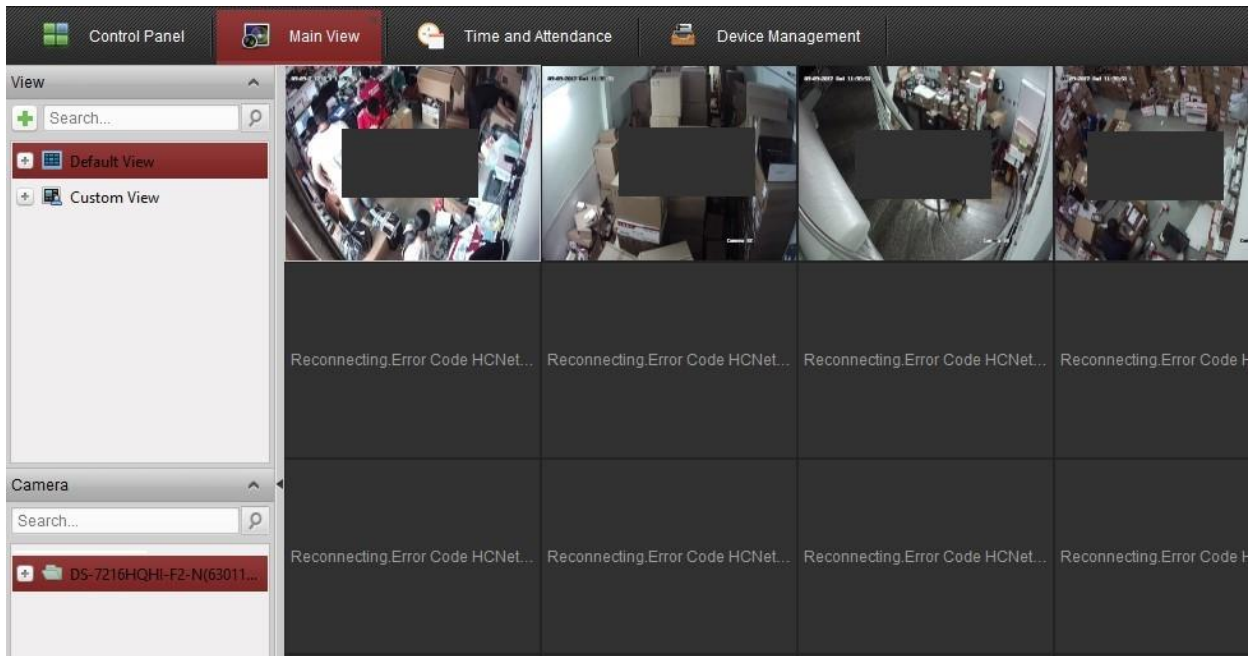 Control Panel
Main View
Time and Attendance
Device Management
View
Search...
Default View
Custom View
Camera
Search...
DS-7216HQHI-F2-N(63011...
Reconnecting.Error Code HCNet...
Reconnecting.Error Code HCNet...
Reconnecting.Error Code HCNet...
Reconnecting.Error Code H
Reconnecting.Error Code HCNet...
Reconnecting.Error Code HCNet...
Reconnecting.Error Code HCNet...
Reconnecting.Error Code H